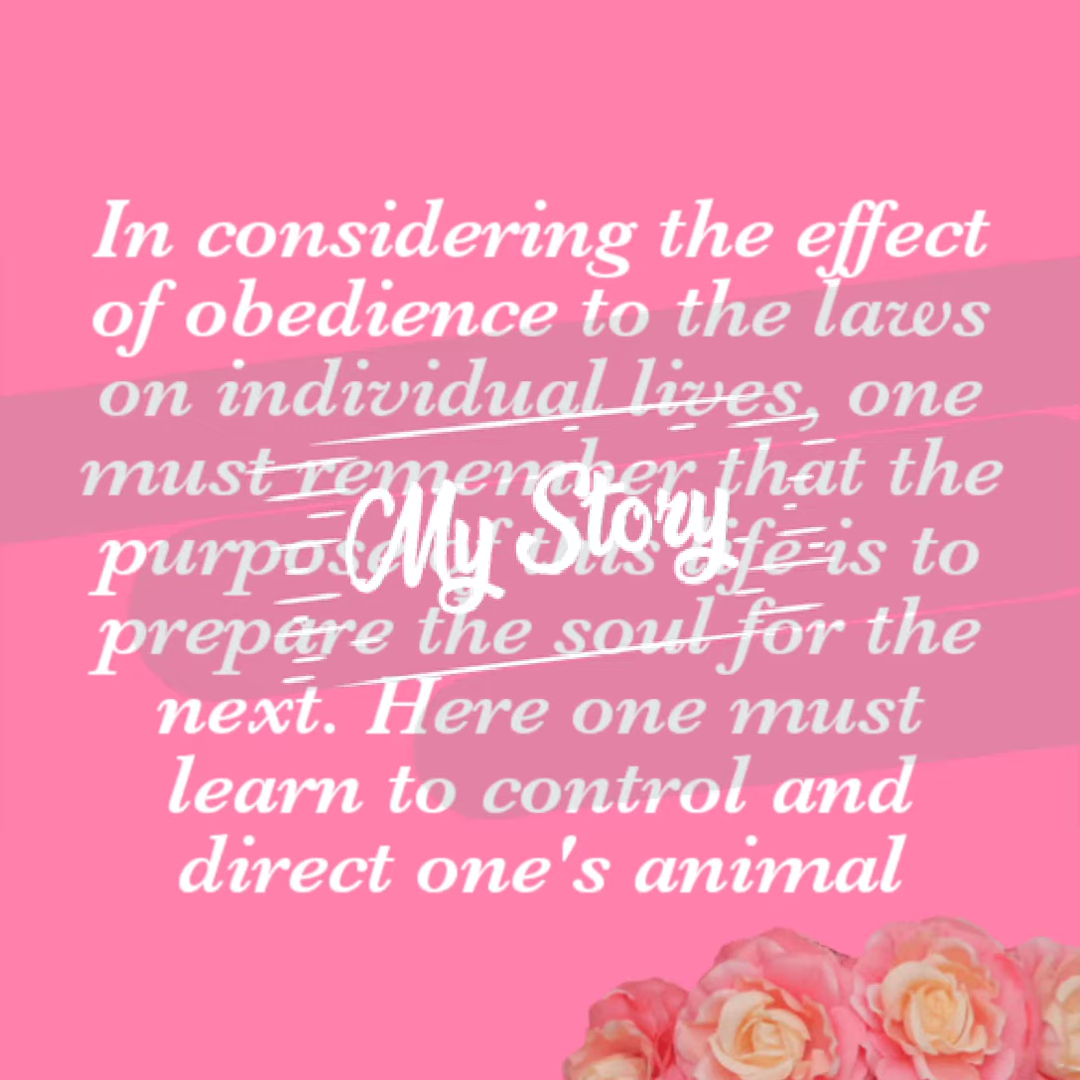 In considering the effect
of obedience to the laws
on individual lives, one
must remember that the
purpose of this life is to
prepare the soul for the
next. Here one must
learn to control and
direct one's animal
My Story